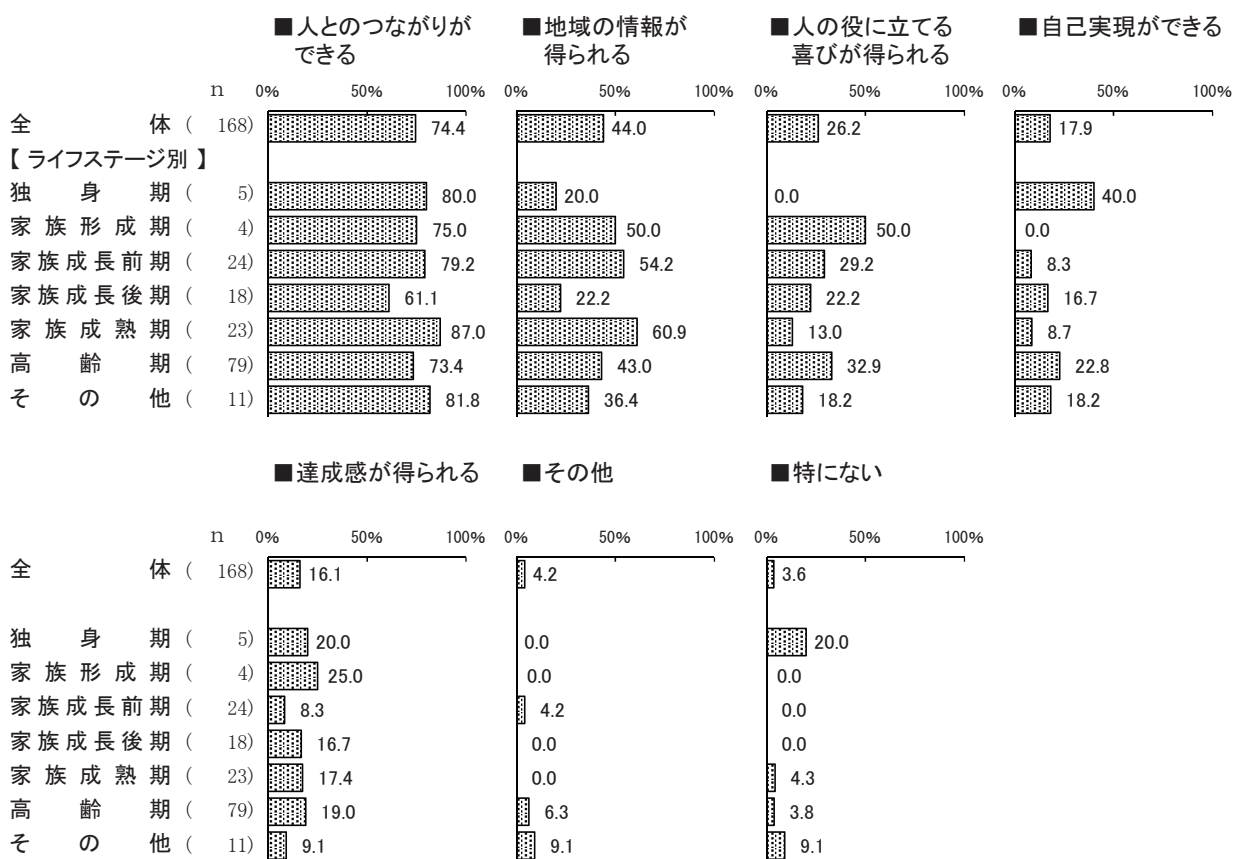 ■人とのつながりが ■地域の情報が ■人の役に立てる ■自己実現ができる
できる 得られる 喜びが得られる
n 0% 50% 100% 0% 50% 100% 0% 50% 100% 0% 50% 100%
全体 ( 168) 74.4 44.0 26.2 17.9
【 ライフステージ別 】
独身期 ( 5) 80.0 20.0 0.0 40.0
家族形成期 ( 4) 75.0 50.0 50.0 0.0
家族成長前期 ( 24) 79.2 54.2 29.2 8.3
家族成長後期 ( 18) 61.1 22.2 22.2 16.7
家族成熟期 ( 23) 87.0 60.9 13.0 8.7
高齢期 ( 79) 73.4 43.0 32.9 22.8
その他 ( 11) 81.8 36.4 18.2 18.2
■達成感が得られる ■その他 ■特にない
n 0% 50% 100% 0% 50% 100% 0% 50% 100%
全体 ( 168) 16.1 4.2 3.6
独身期 ( 5) 20.0 0.0 20.0
家族形成期 ( 4) 25.0 0.0 0.0
家族成長前期 ( 24) 8.3 4.2 0.0
家族成長後期 ( 18) 16.7 0.0 0.0
家族成熟期 ( 23) 17.4 0.0 4.3
高齢期 ( 79) 19.0 6.3 3.8
その他 ( 11) 9.1 9.1 9.1